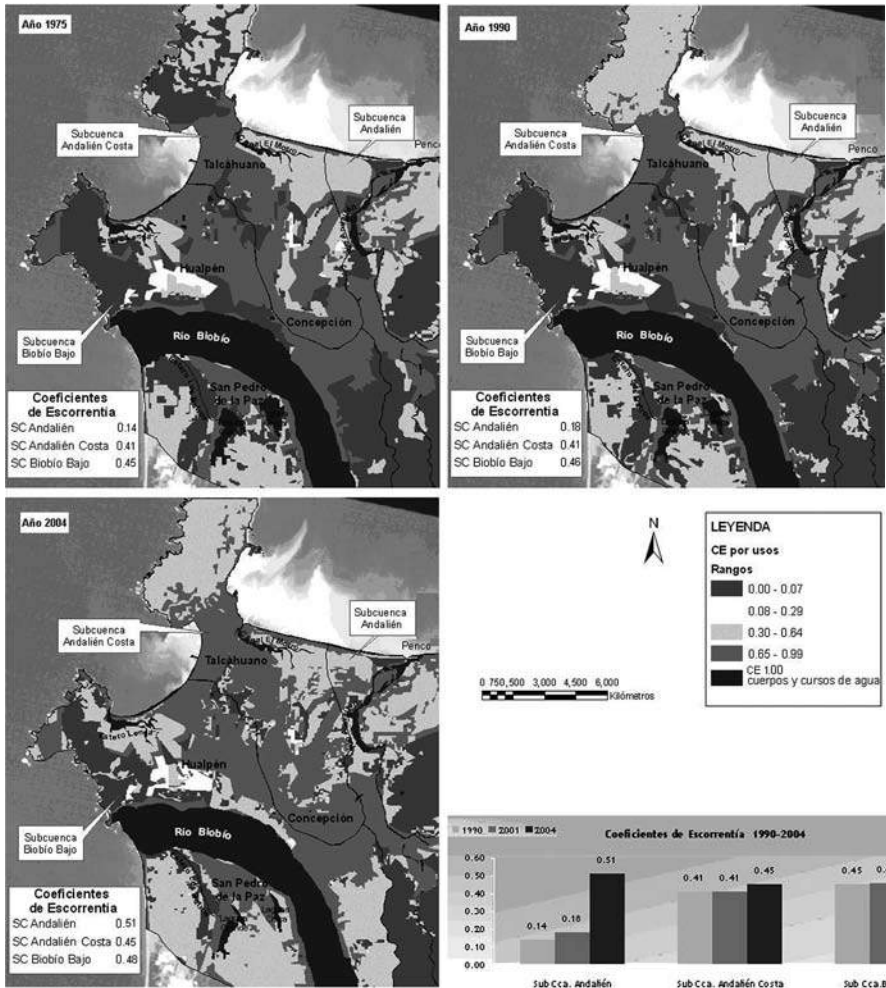 Año 1975
Subcuenca
Andalién Costa
Subcuenca
Andalién
Penco
Talcahuano
Hualpén
Subcuenca
Biobío Bajo
Río Biobío
Concepción
San Pedro
de la Paz
Coeficientes
de Escorrentía
SC Andalién 0.14
SC Andalién Costa 0.41
SC Biobío Bajo 0.45
Año 1990
Subcuenca
Andalién Costa
Subcuenca
Andalién
Penco
Talcahuano
Hualpén
Subcuenca
Biobío Bajo
Río Biobío
Concepción
San Pedro
de la Paz
Coeficientes
de Escorrentía
SC Andalién 0.18
SC Andalién Costa 0.41
SC Biobío Bajo 0.46
Año 2004
Subcuenca
Andalién Costa
Subcuenca
Andalién
Penco
Talcahuano
Estero Lenga
Hualpén
Subcuenca
Biobío Bajo
Río Biobío
Concepción
San Pedro
de la Paz
Coeficientes
de Escorrentía
SC Andalién 0.51
SC Andalién Costa 0.45
SC Biobío Bajo 0.48
N
0 750,500 3,000 4,500 6,000
Kilómetros
LEYENDA
CE por usos
Rangos
0.00 - 0.07
0.08 - 0.29
0.30 - 0.64
0.65 - 0.99
CE 1.00
cuerpos y cursos de agua
1990 2001 2004
Coeficientes de Escorrentía 1990-2004
0.60
0.50
0.40
0.30
0.20
0.10
0.00
0.14
0.18
0.51
0.41
0.41
0.45
0.45
Sub Cca. Andalién
Sub Cca. Andalién Costa
Sub Cca.